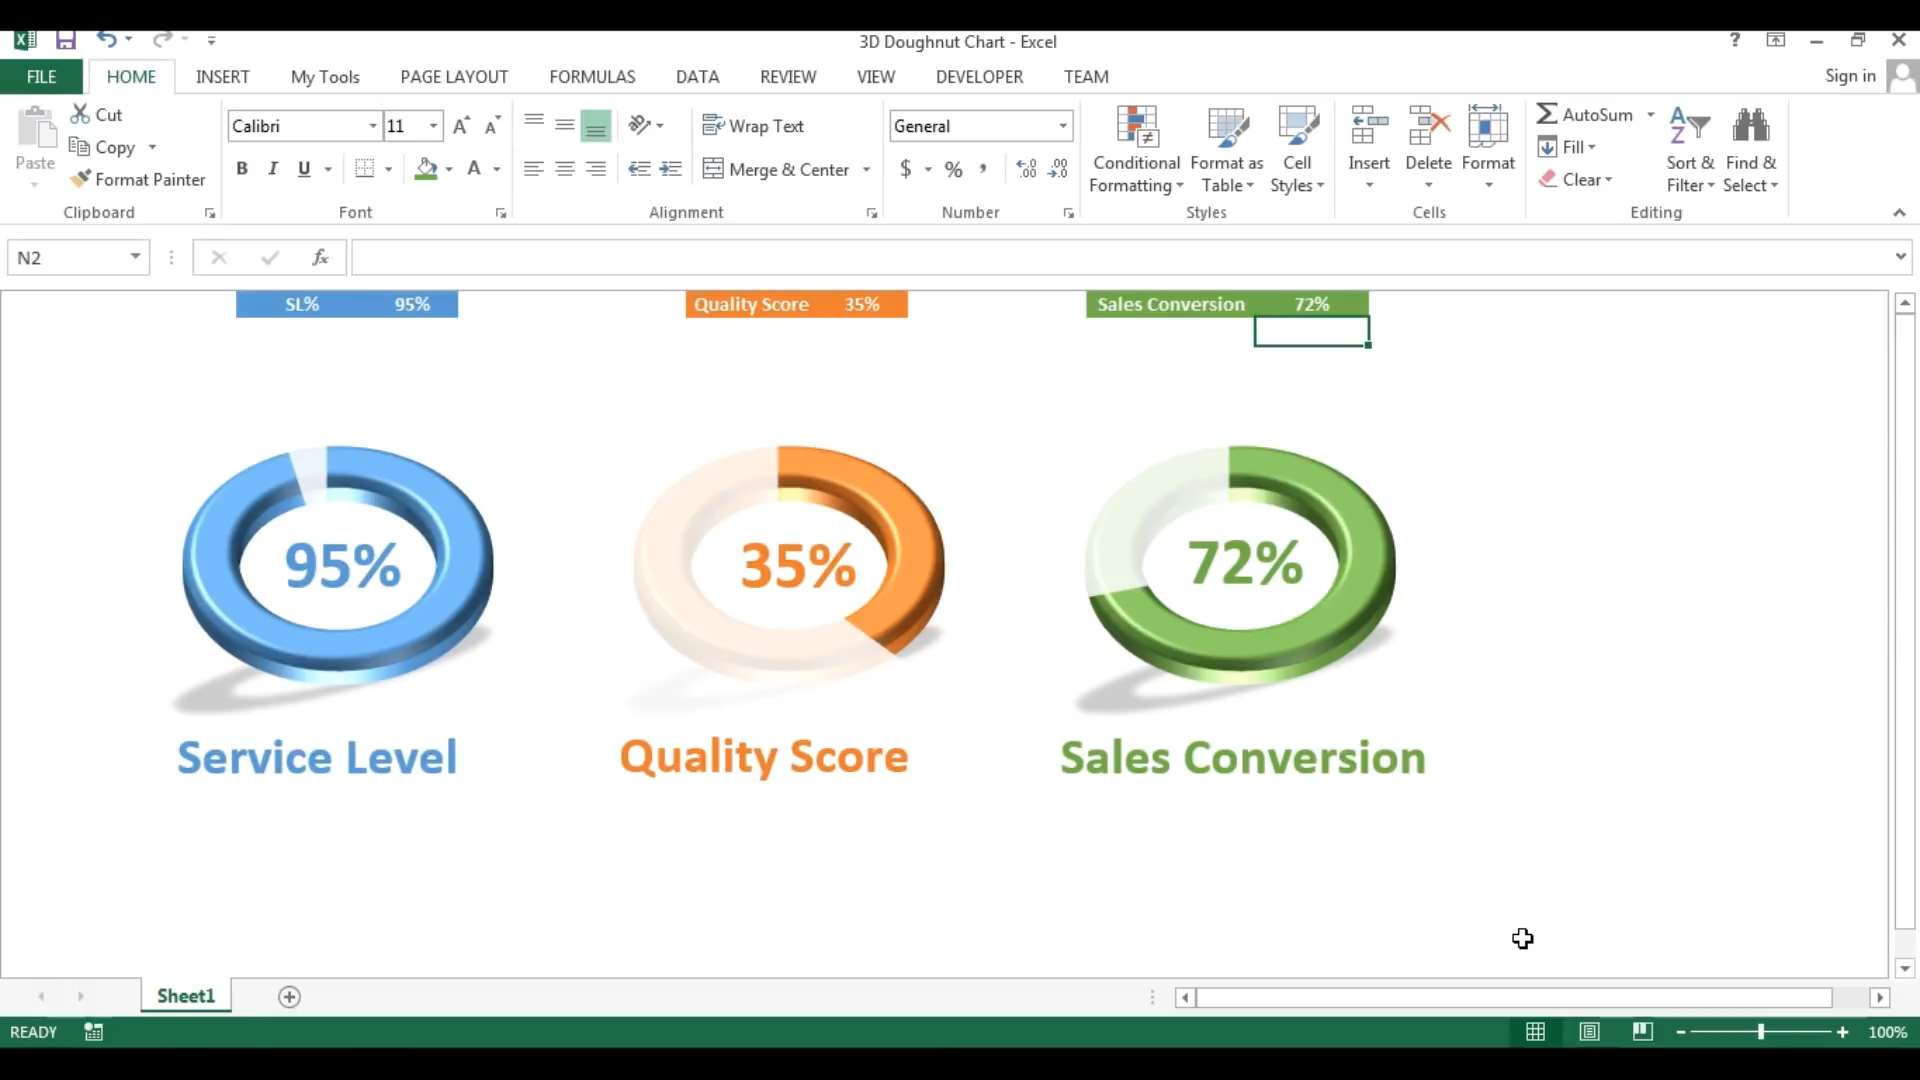 3D Doughnut Chart - Excel
?
FILE HOME INSERT My Tools PAGE LAYOUT FORMULAS DATA REVIEW VIEW DEVELOPER TEAM Sign in
Paste
Cut
Copy
Format Painter
Clipboard
Calibri 11
B I U
Font
Wrap Text
Merge & Center
Alignment
General
$ % ,
Number
Conditional Formatting
Format as Table
Cell Styles
Styles
Insert
Delete
Format
Cells
AutoSum
Fill
Clear
Sort & Filter
Find & Select
Editing
N2
fx
SL% 95%
Quality Score 35%
Sales Conversion 72%
95%
35%
72%
Service Level
Quality Score
Sales Conversion
Sheet1
READY
100%